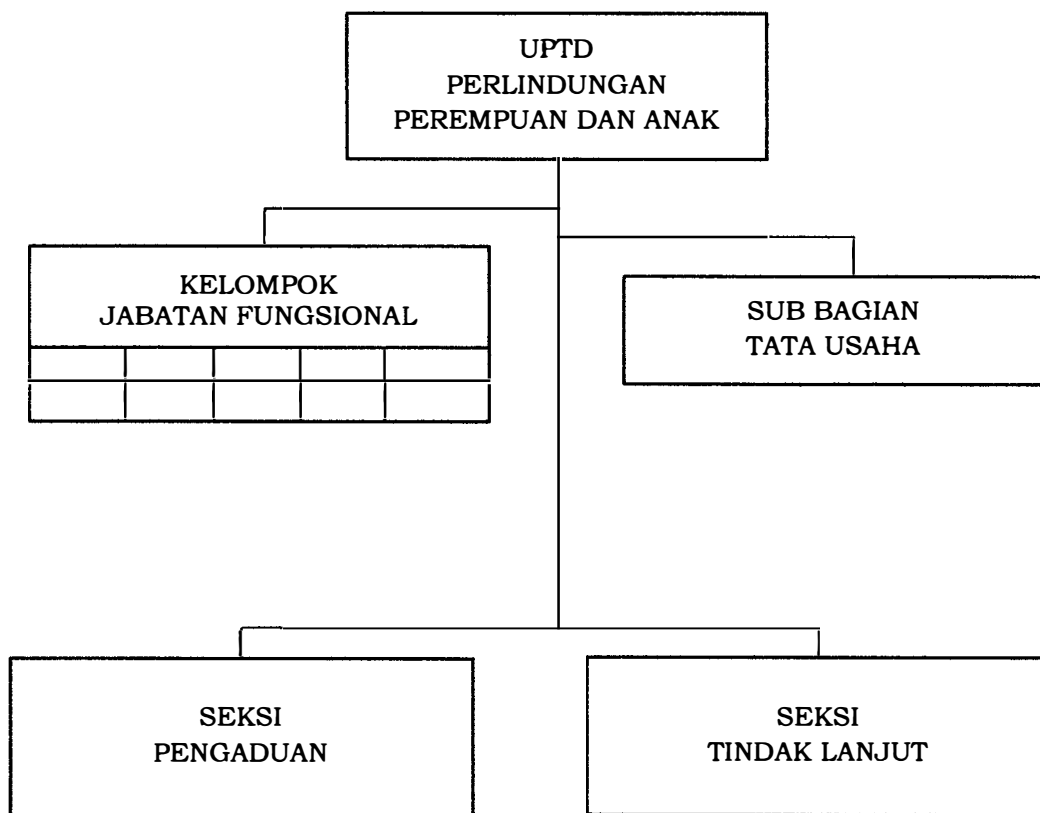 UPTD
PERLINDUNGAN
PEREMPUAN DAN ANAK
KELOMPOK
JABATAN FUNGSIONAL
SUB BAGIAN
TATA USAHA
SEKSI
PENGADUAN
SEKSI
TINDAK LANJUT